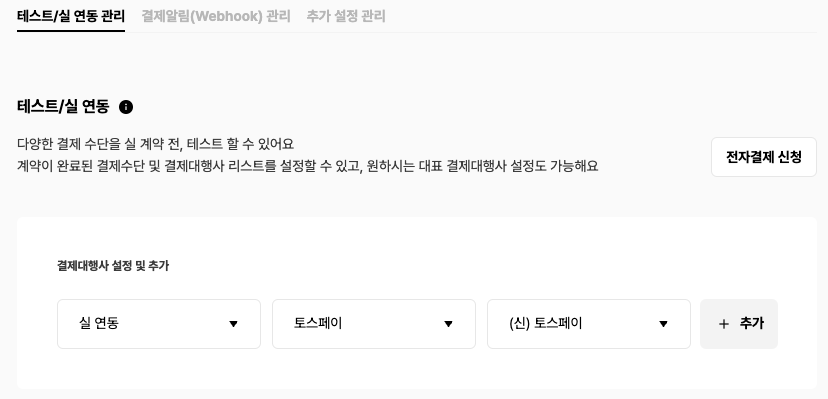 테스트/실 연동 관리 결제알림(Webhook) 관리 추가 설정 관리
테스트/실 연동
다양한 결제 수단을 실 계약 전, 테스트 할 수 있어요
계약이 완료된 결제수단 및 결제대행사 리스트를 설정할 수 있고, 원하시는 대표 결제대행사 설정도 가능해요
전자결제 신청
결제대행사 설정 및 추가
실 연동 토스페이 (신) 토스페이 + 추가